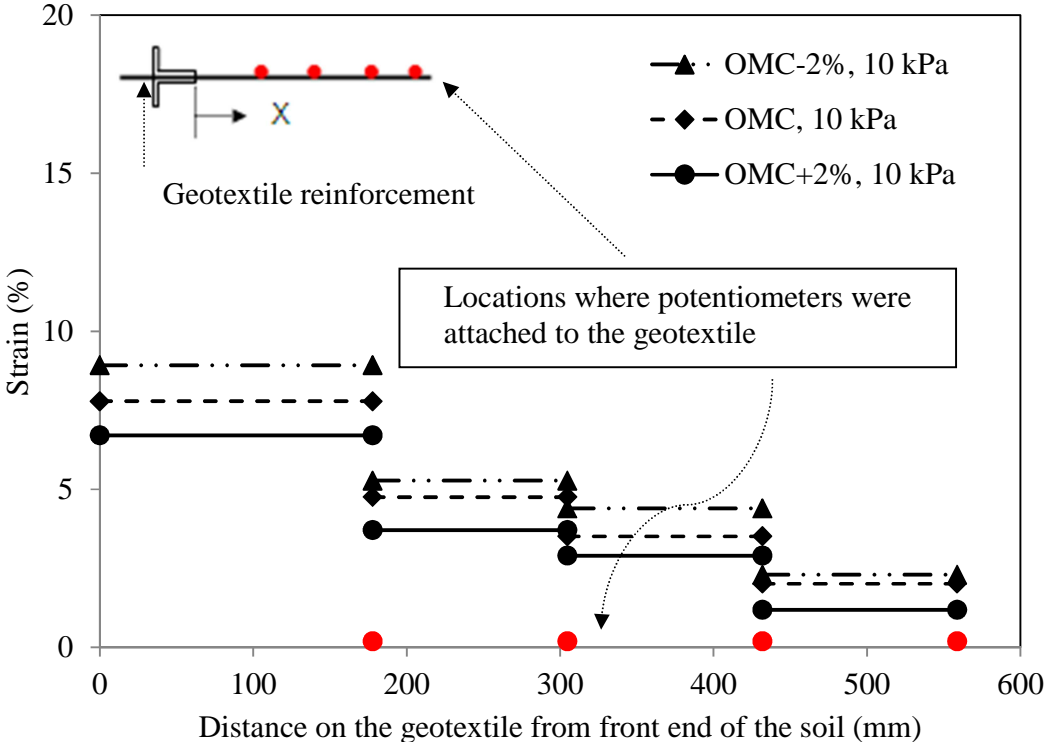 20
15
10
5
0
Strain (%)
X
Geotextile reinforcement
OMC-2%, 10 kPa
OMC, 10 kPa
OMC+2%, 10 kPa
Locations where potentiometers were
attached to the geotextile
0 100 200 300 400 500 600
Distance on the geotextile from front end of the soil (mm)